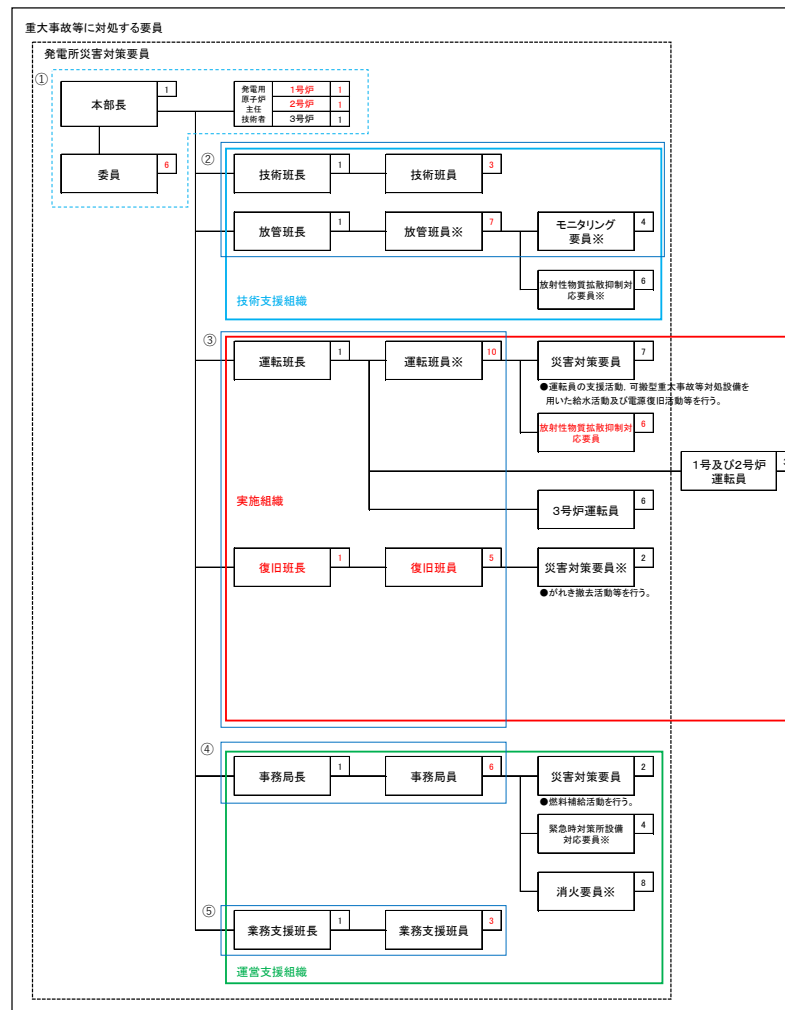 重大事故等に対処する要員
発電所災害対策要員
①
本部長
1
発電用
原子炉
主任
技術者
1号炉
1
2号炉
1
3号炉
1
委員
6
②
技術班長
1
技術班員
3
放管班長
1
放管班員※
7
モニタリング
要員※
4
放射性物質拡散抑制対
応要員※
6
技術支援組織
③
運転班長
1
運転班員※
10
災害対策要員
7
●運転員の支援活動，可搬型重大事故等対処設備を
用いた給水活動及び電源復旧活動等を行う。
放射性物質拡散抑制対
応要員
6
1号及び2号炉
運転員
実施組織
3号炉運転員
6
復旧班長
1
復旧班員
5
災害対策要員※
2
●がれき撤去活動等を行う。
④
事務局長
1
事務局員
6
災害対策要員
2
●燃料補給活動を行う。
緊急時対策所設備
対応要員※
4
消火要員※
8
⑤
業務支援班長
1
業務支援班員
3
運営支援組織